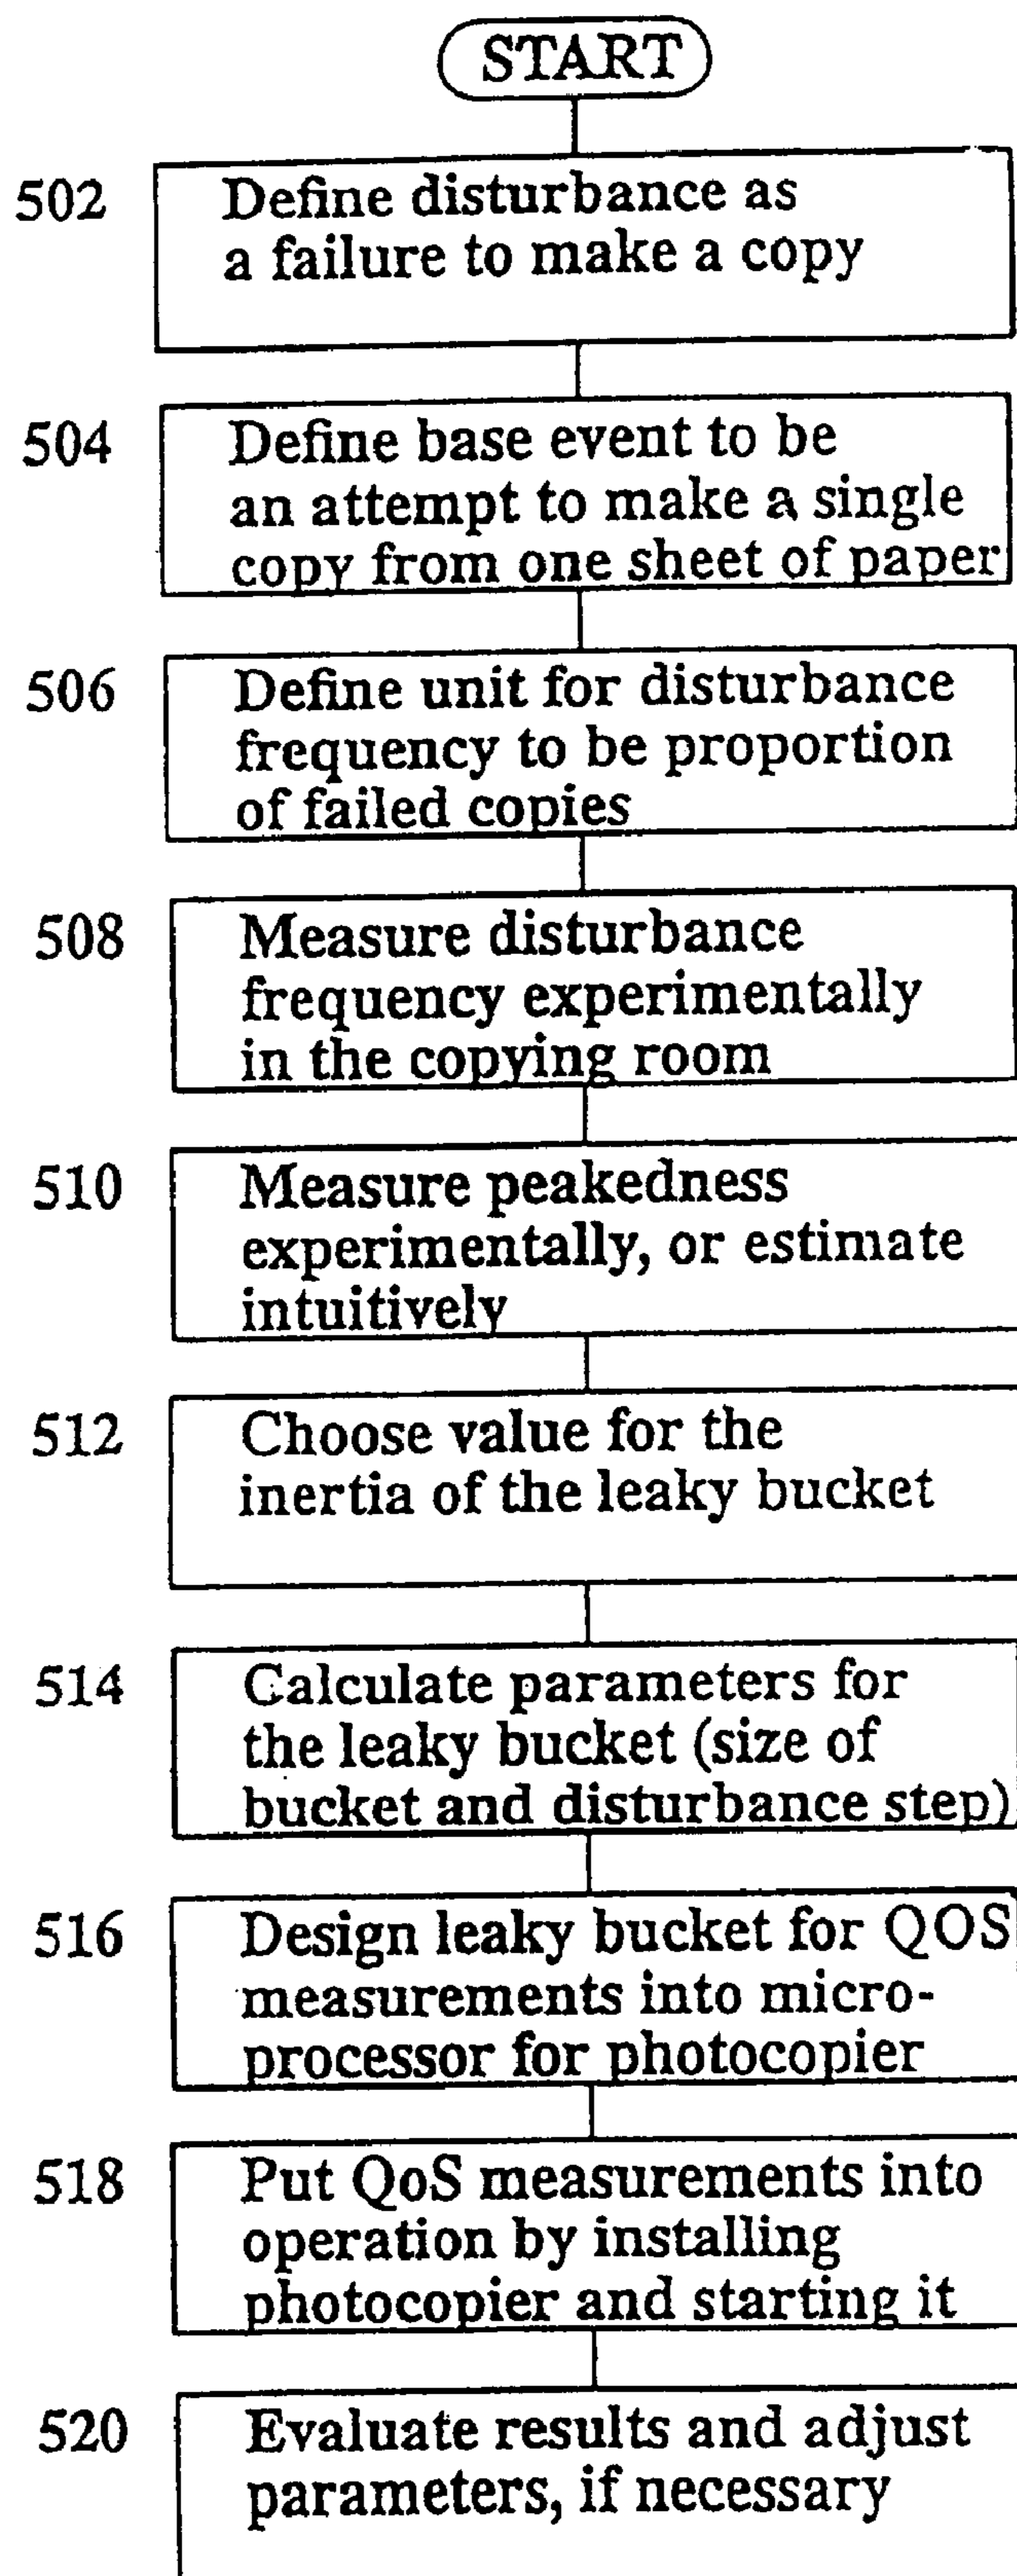 START
502
Define disturbance as
a failure to make a copy
504
Define base event to be
an attempt to make a single
copy from one sheet of paper
506
Define unit for disturbance
frequency to be proportion
of failed copies
508
Measure disturbance
frequency experimentally
in the copying room
510
Measure peakedness
experimentally, or estimate
intuitively
512
Choose value for the
inertia of the leaky bucket
514
Calculate parameters for
the leaky bucket (size of
bucket and disturbance step)
516
Design leaky bucket for QOS
measurements into micro-
processor for photocopier
518
Put QoS measurements into
operation by installing
photocopier and starting it
520
Evaluate results and adjust
parameters, if necessary